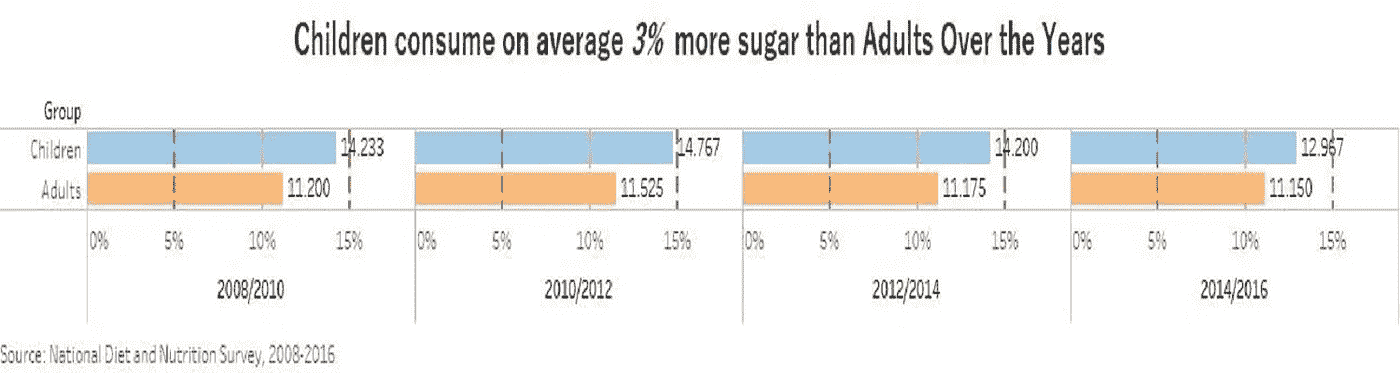 Children consume on average 3% more sugar than Adults Over the Years
Group
Children 14.233 14.767 14.200 12.967
Adults 11.200 11.525 11.175 11.150
0% 5% 10% 15% 0% 5% 10% 15% 0% 5% 10% 15% 0% 5% 10% 15%
2008/2010 2010/2012 2012/2014 2014/2016
Source: National Diet and Nutrition Survey, 2008-2016